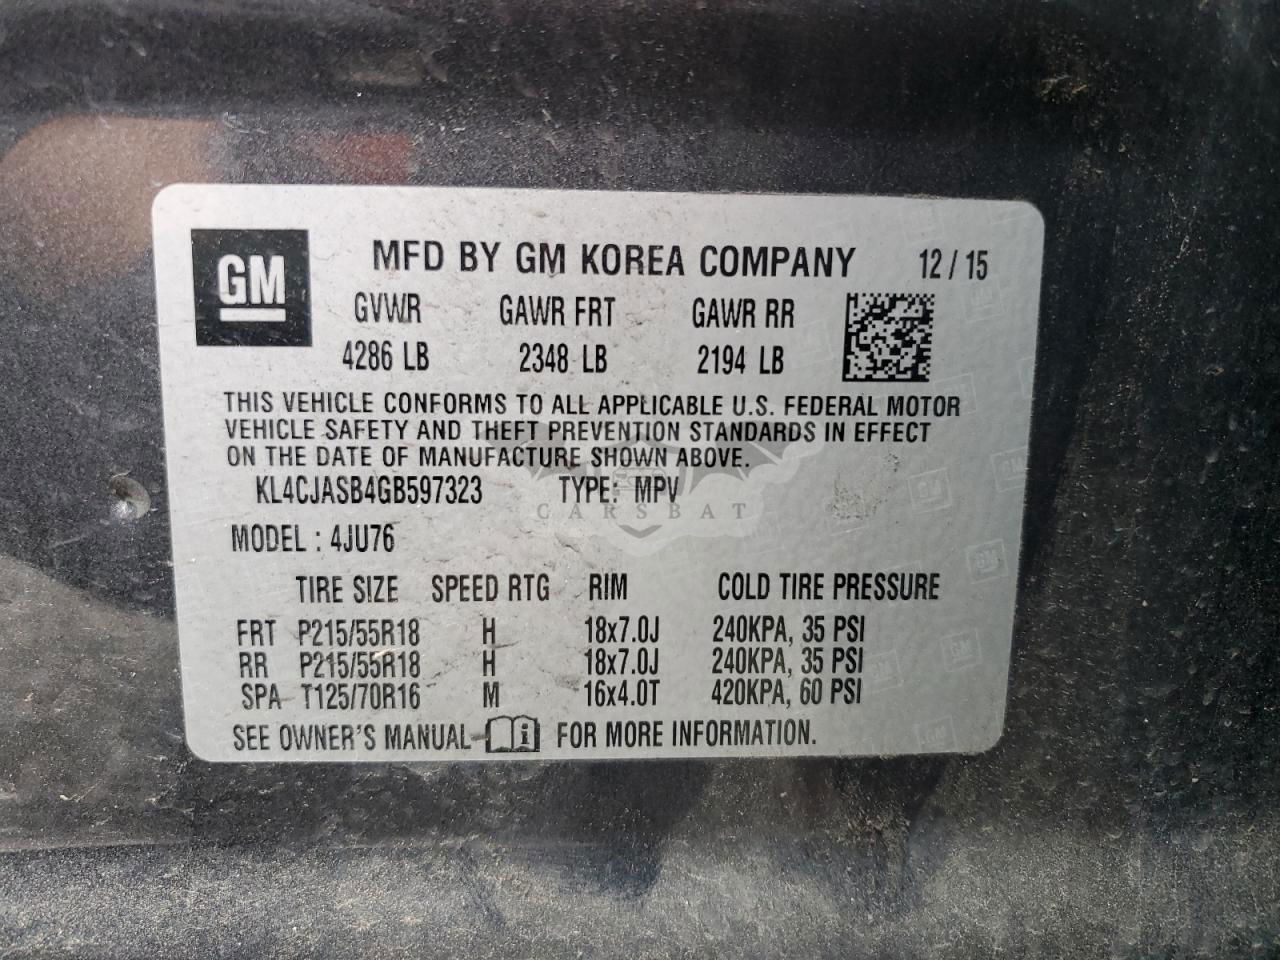 GM MFD BY GM KOREA COMPANY 12/15
GVWR GAWR FRT GAWR RR
4286 LB 2348 LB 2194 LB
THIS VEHICLE CONFORMS TO ALL APPLICABLE U.S. FEDERAL MOTOR
VEHICLE SAFETY AND THEFT PREVENTION STANDARDS IN EFFECT
ON THE DATE OF MANUFACTURE SHOWN ABOVE.
KL4CJASB4GB597323 TYPE: MPV
CARSBAT
MODEL : 4JU76
TIRE SIZE SPEED RTG RIM COLD TIRE PRESSURE
FRT P215/55R18 H 18x7.0J 240KPA, 35 PSI
RR P215/55R18 H 18x7.0J 240KPA, 35 PSI
SPA T125/70R16 M 16x4.0T 420KPA, 60 PSI
SEE OWNER'S MANUAL i FOR MORE INFORMATION.